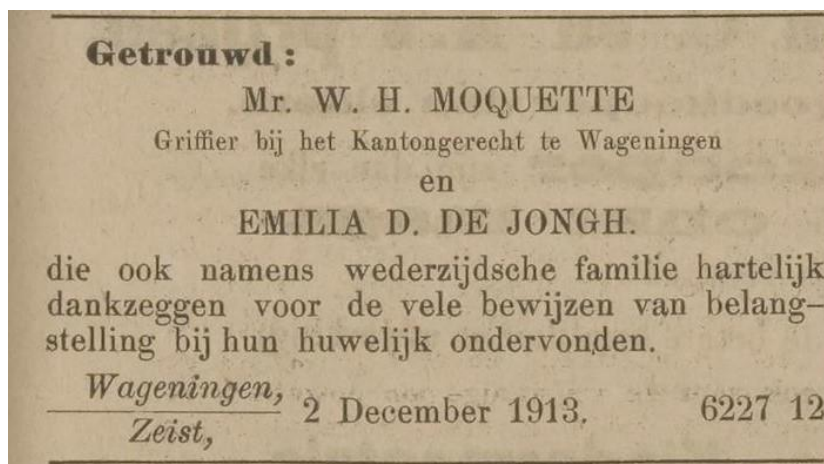 Getrouwd:
Mr. W. H. MOQUETTE
Griffier bij het Kantongerecht te Wageningen
en
EMILIA D. DE JONGH.
die ook namens wederzijdsche familie hartelijk
dankzeggen voor de vele bewijzen van belang-
stelling bij hun huwelijk ondervonden.
Wageningen,
Zeist, 2 December 1913. 6227 12